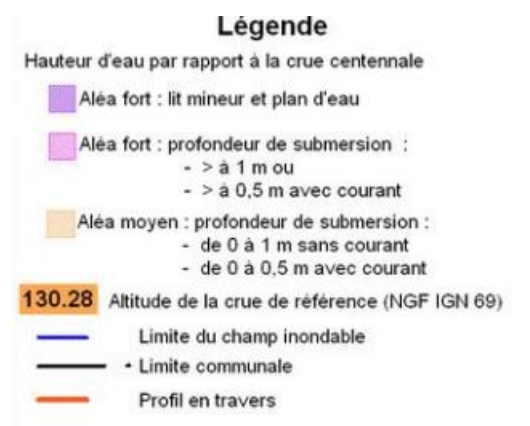 Légende
Hauteur d'eau par rapport à la crue centennale
Aléa fort : lit mineur et plan d'eau
Aléa fort : profondeur de submersion :
- > à 1 m ou
- > à 0,5 m avec courant
Aléa moyen : profondeur de submersion :
- de 0 à 1 m sans courant
- de 0 à 0,5 m avec courant
130.28 Altitude de la crue de référence (NGF IGN 69)
Limite du champ inondable
Limite communale
Profil en travers